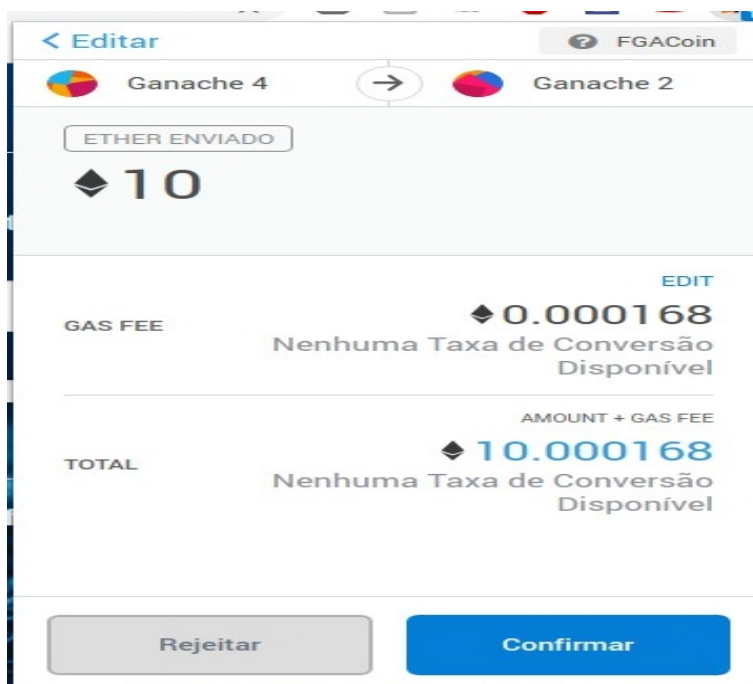 < Editar
? FGACoin
Ganache 4 → Ganache 2
ETHER ENVIADO
10
EDIT
GAS FEE
0.000168
Nenhuma Taxa de Conversão
Disponível
AMOUNT + GAS FEE
TOTAL
10.000168
Nenhuma Taxa de Conversão
Disponível
Rejeitar
Confirmar